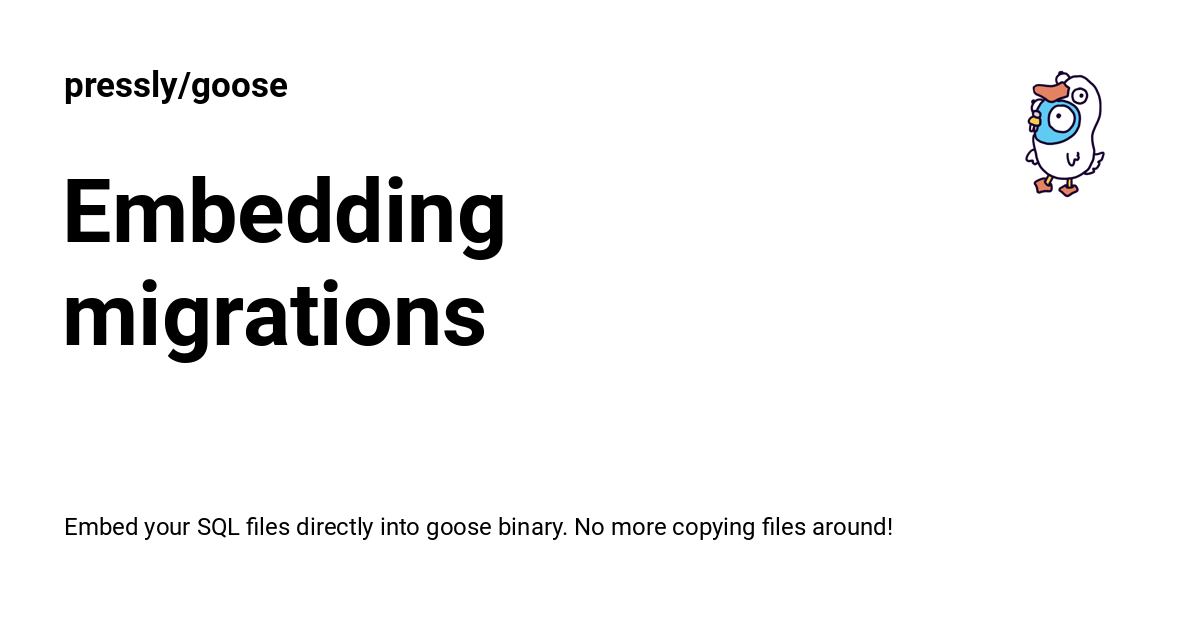 pressly/goose
Embedding
migrations
Embed your SQL files directly into goose binary. No more copying files around!